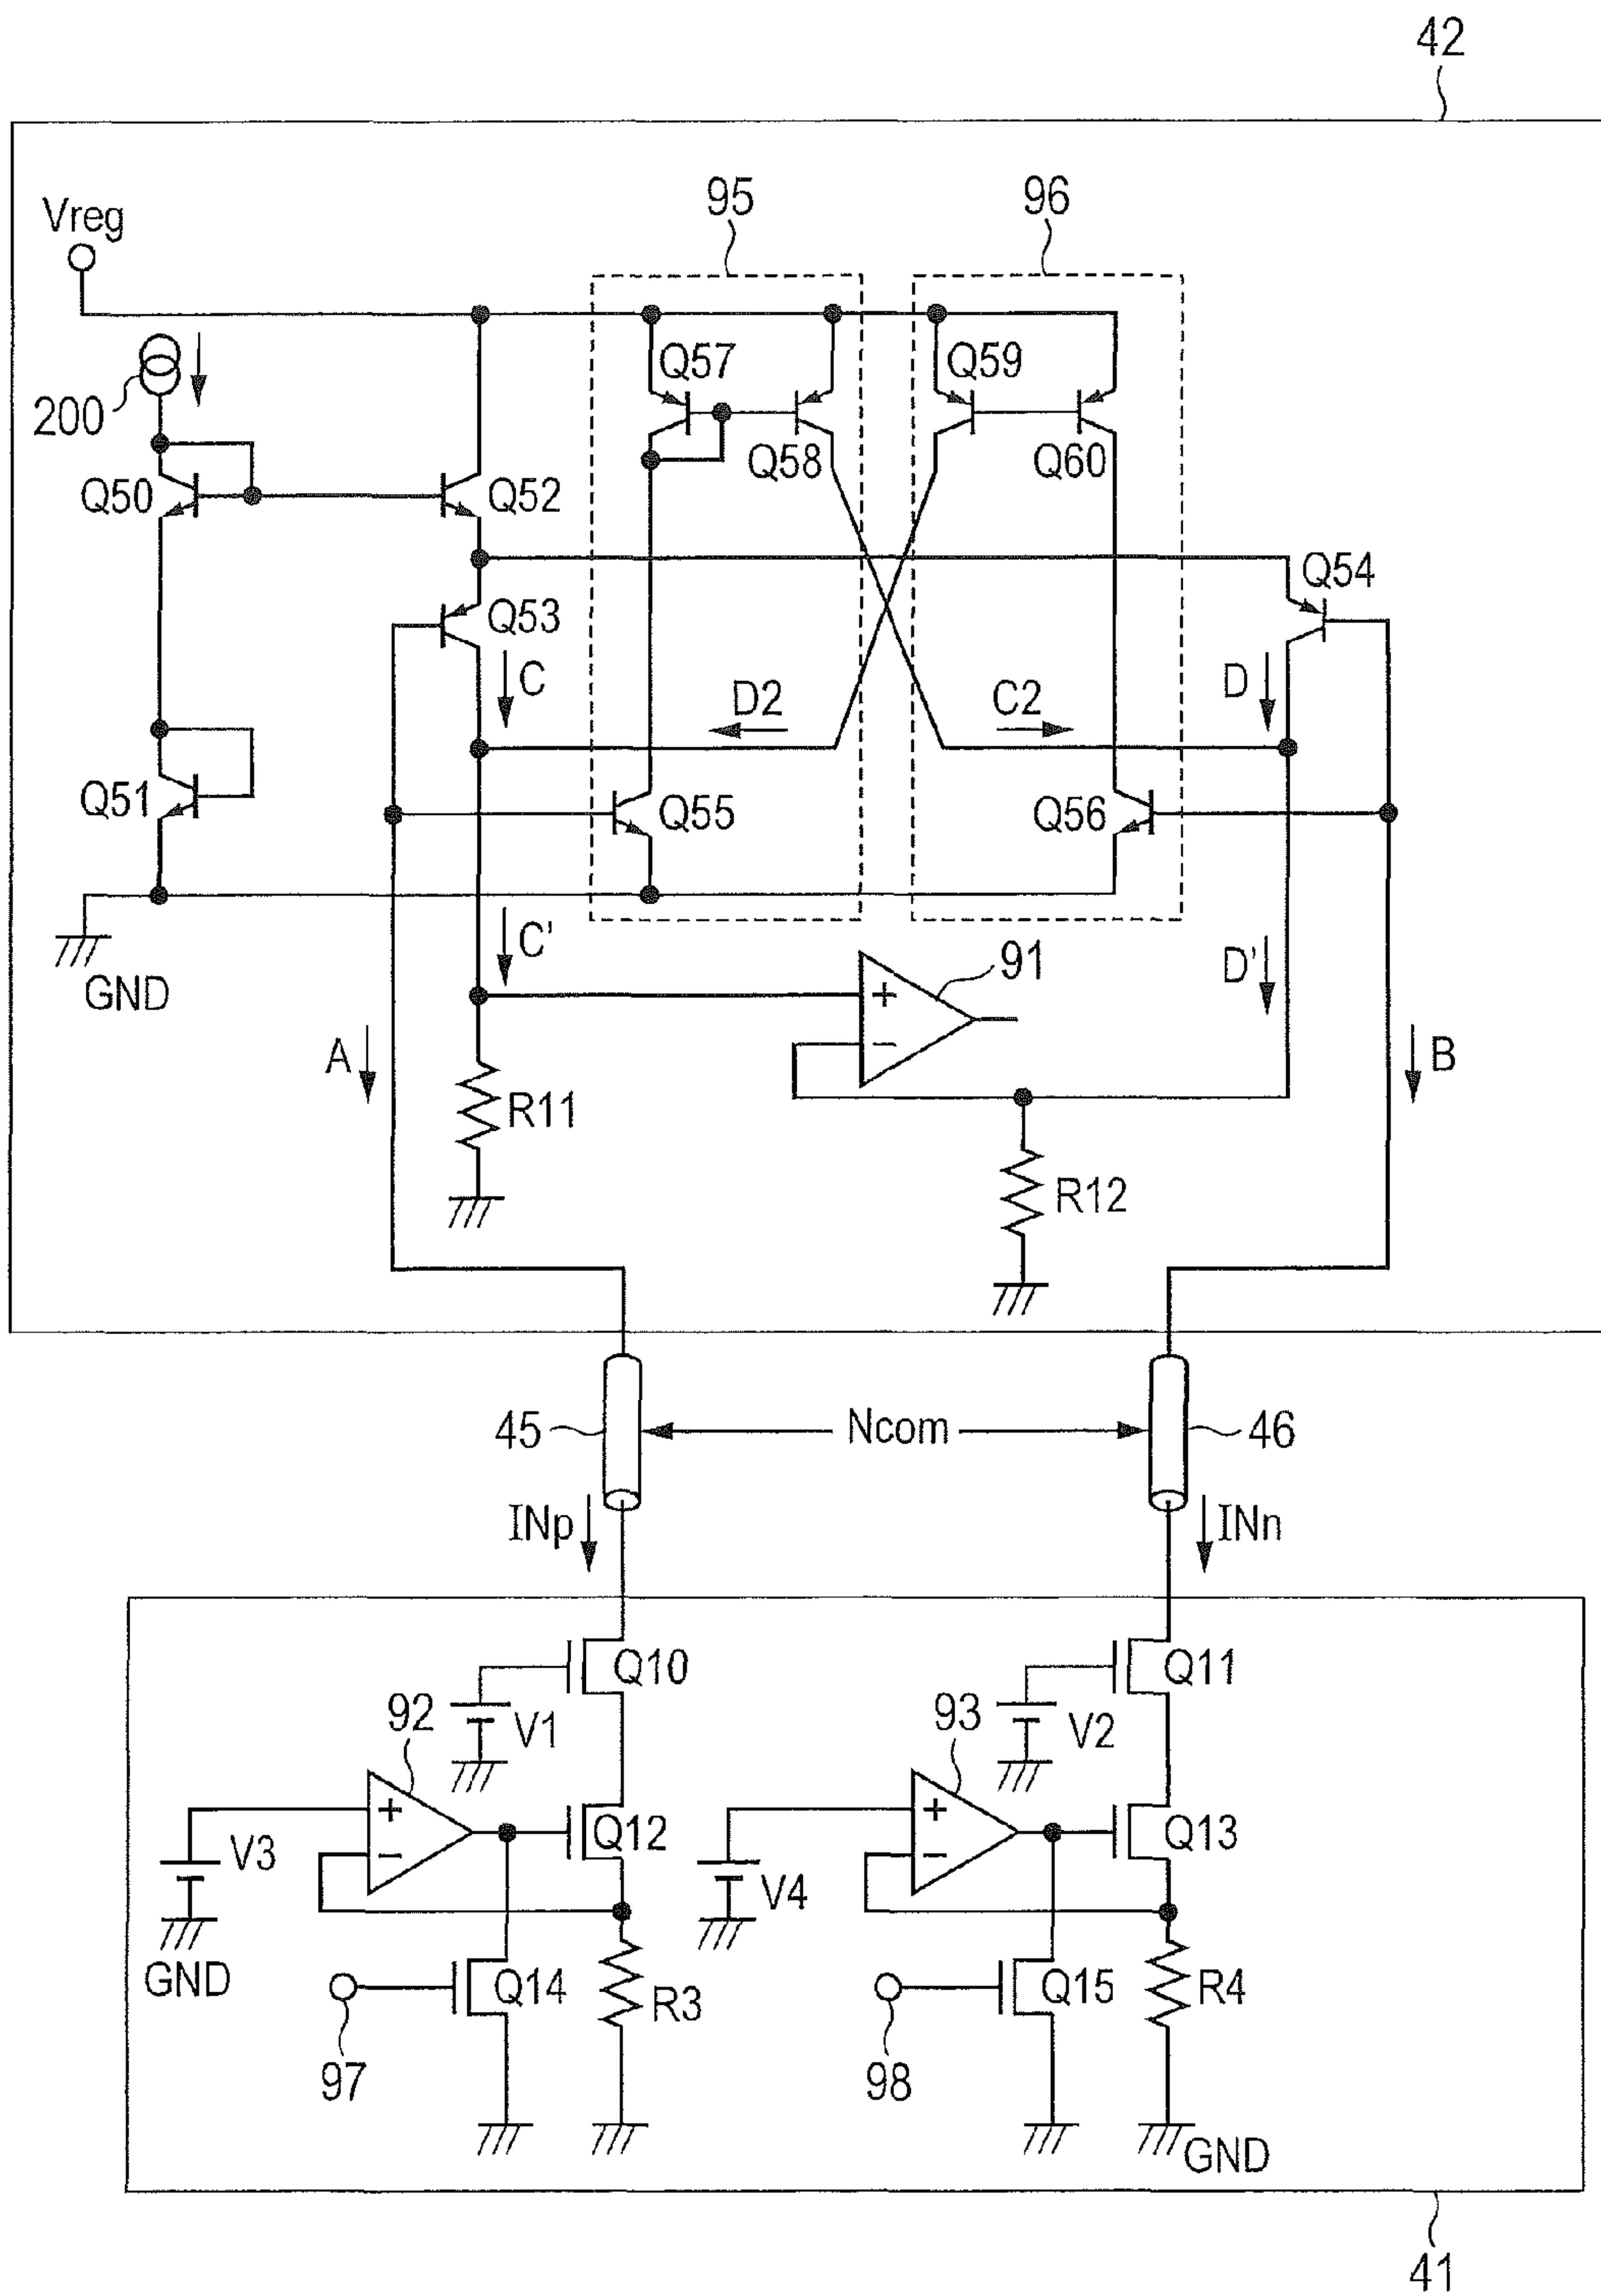 42
95
96
Vreg
Q57
Q59
200
Q58
Q60
Q50
Q52
Q54
Q53
C
D2
C2
D
Q51
Q55
Q56
C'
91
D'
GND
+
−
A
B
R11
R12
45
Ncom
46
INp
INn
Q10
Q11
92
V1
93
V2
+
−
Q12
+
−
Q13
V3
V4
GND
Q14
R3
Q15
R4
97
98
GND
41